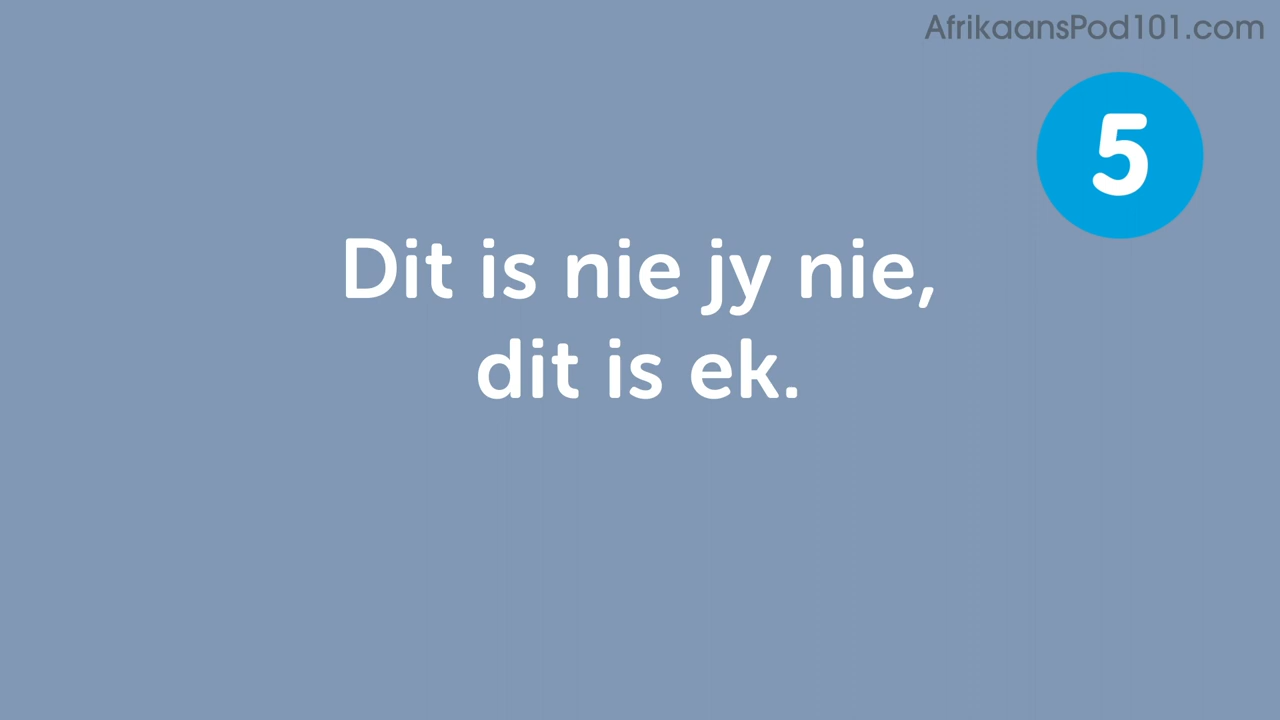 AfrikaansPod101.com
5
Dit is nie jy nie,
dit is ek.